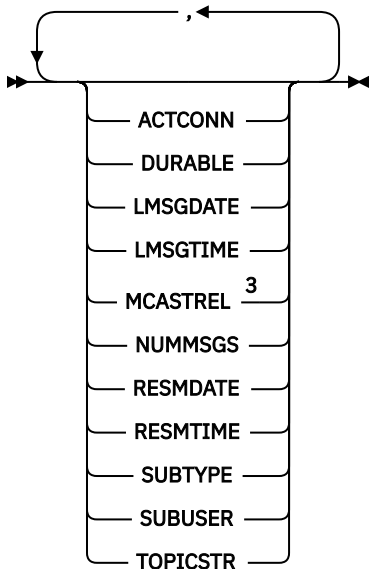 ,
ACTCONN
DURABLE
LMSGDATE
LMSGTIME
MCASTREL 3
NUMMSGS
RESMDATE
RESMTIME
SUBTYPE
SUBUSER
TOPICSTR